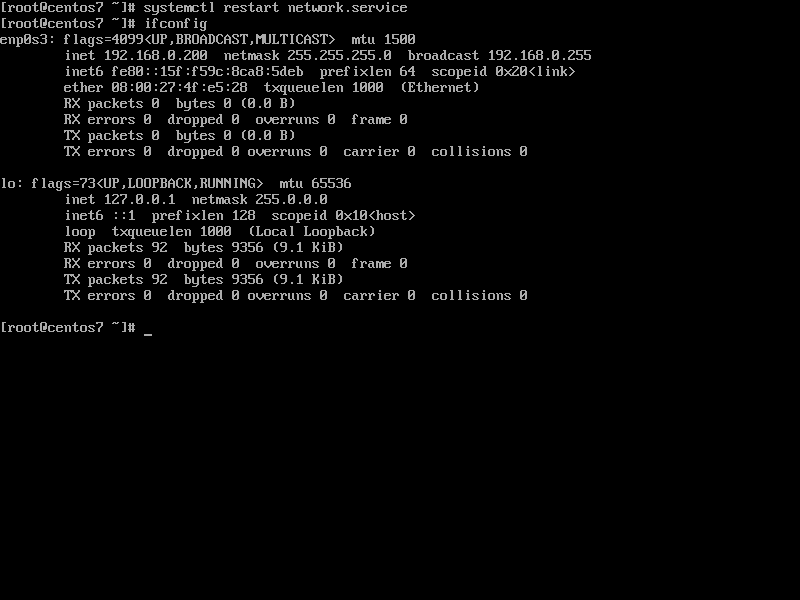 [root@centos7 ~]# systemctl restart network.service
[root@centos7 ~]# ifconfig
enp0s3: flags=4099<UP,BROADCAST,MULTICAST>  mtu 1500
        inet 192.168.0.200  netmask 255.255.255.0  broadcast 192.168.0.255
        inet6 fe80::15f:f59c:8ca8:5deb  prefixlen 64  scopeid 0x20<link>
        ether 08:00:27:4f:e5:28  txqueuelen 1000  (Ethernet)
        RX packets 0  bytes 0 (0.0 B)
        RX errors 0  dropped 0  overruns 0  frame 0
        TX packets 0  bytes 0 (0.0 B)
        TX errors 0  dropped 0 overruns 0  carrier 0  collisions 0

lo: flags=73<UP,LOOPBACK,RUNNING>  mtu 65536
        inet 127.0.0.1  netmask 255.0.0.0
        inet6 ::1  prefixlen 128  scopeid 0x10<host>
        loop  txqueuelen 1000  (Local Loopback)
        RX packets 92  bytes 9356 (9.1 KiB)
        RX errors 0  dropped 0  overruns 0  frame 0
        TX packets 92  bytes 9356 (9.1 KiB)
        TX errors 0  dropped 0 overruns 0  carrier 0  collisions 0

[root@centos7 ~]# _